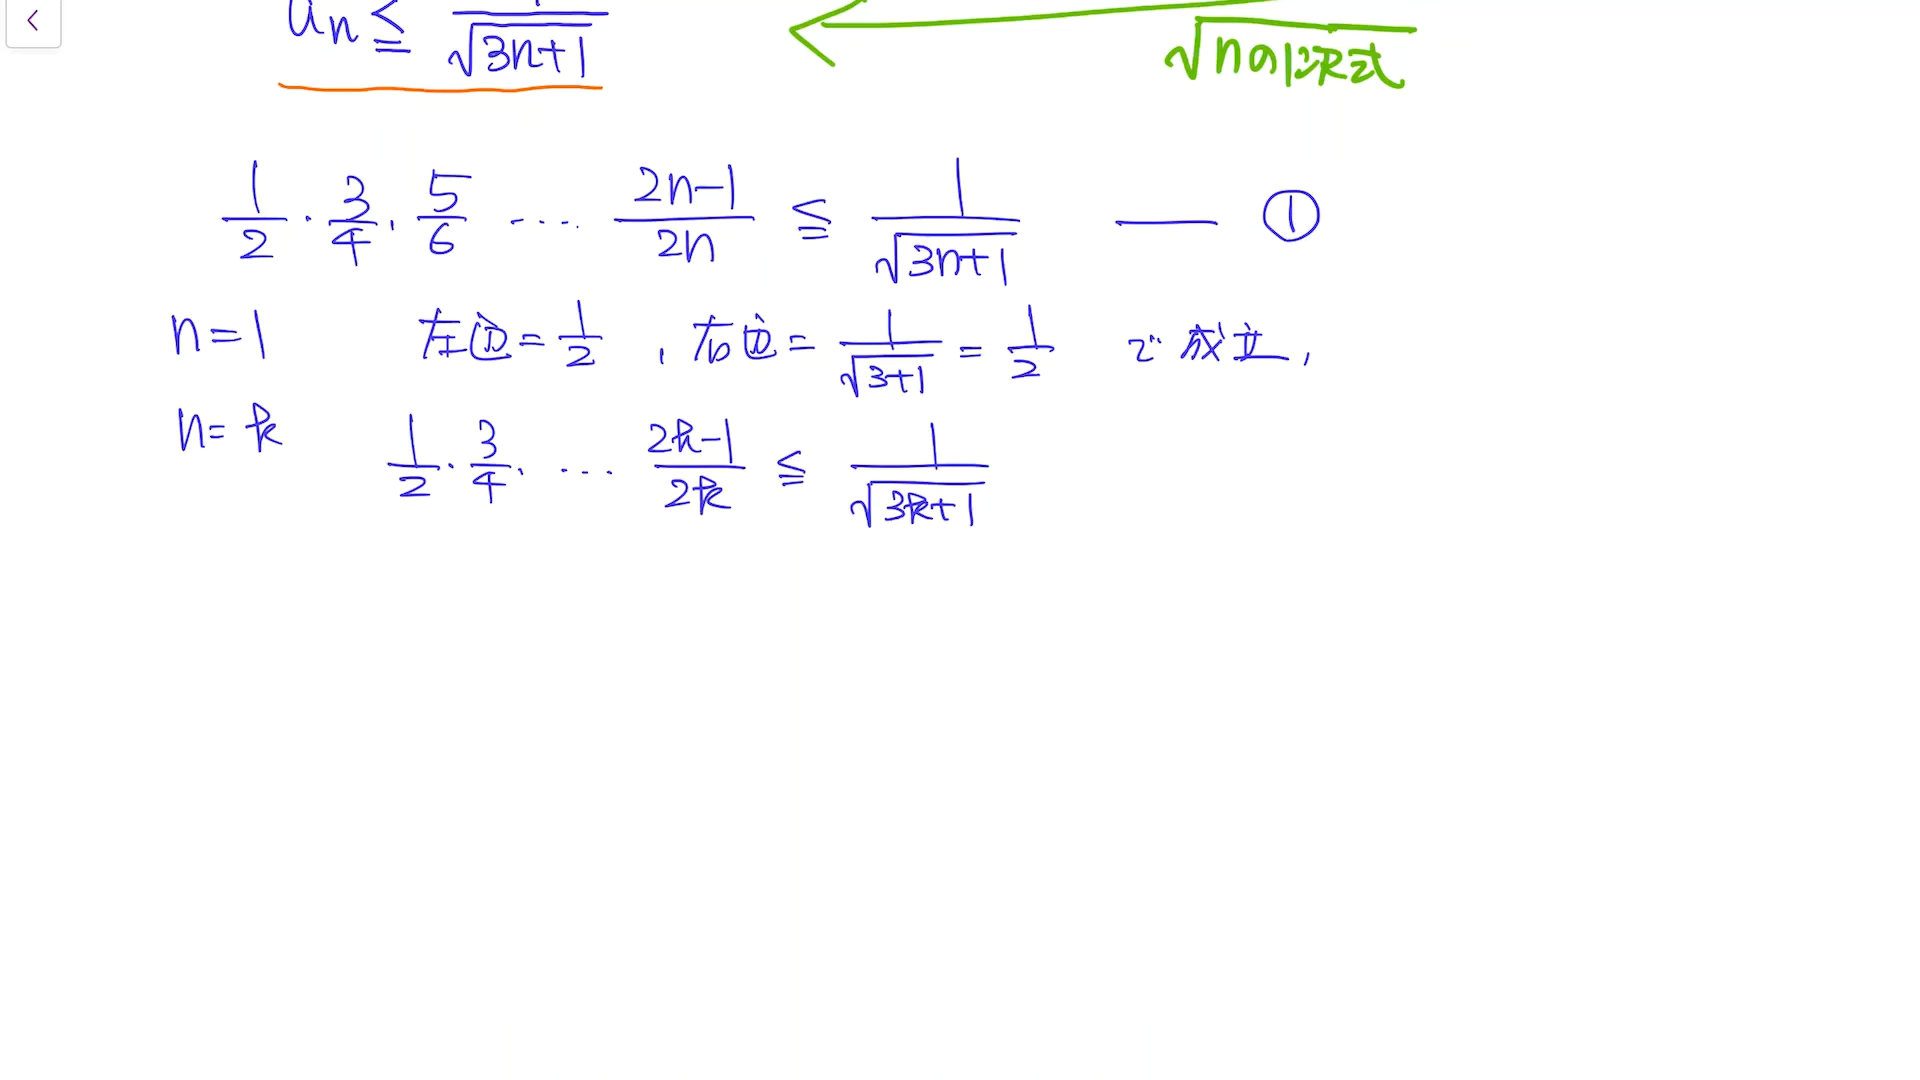 an ≦ 1/√(3n+1)
√nの1次式
1/2 · 3/4 · 5/6 ···· (2n-1)/2n ≦ 1/√(3n+1) —— ①
n=1 左辺=1/2 , 右辺=1/√(3+1) = 1/2 で成立,
n=k 1/2 · 3/4 · ··· (2k-1)/2k ≦ 1/√(3k+1)